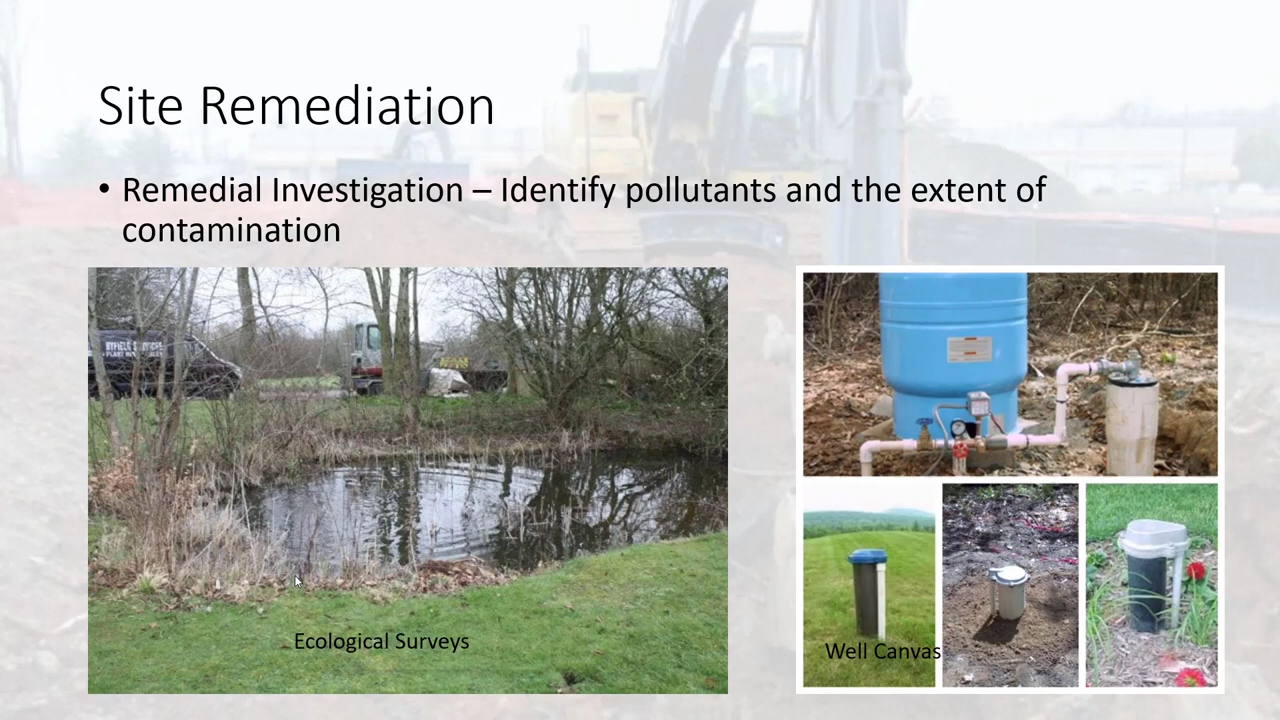 Site Remediation
• Remedial Investigation – Identify pollutants and the extent of
contamination
Ecological Surveys
Well Canvas